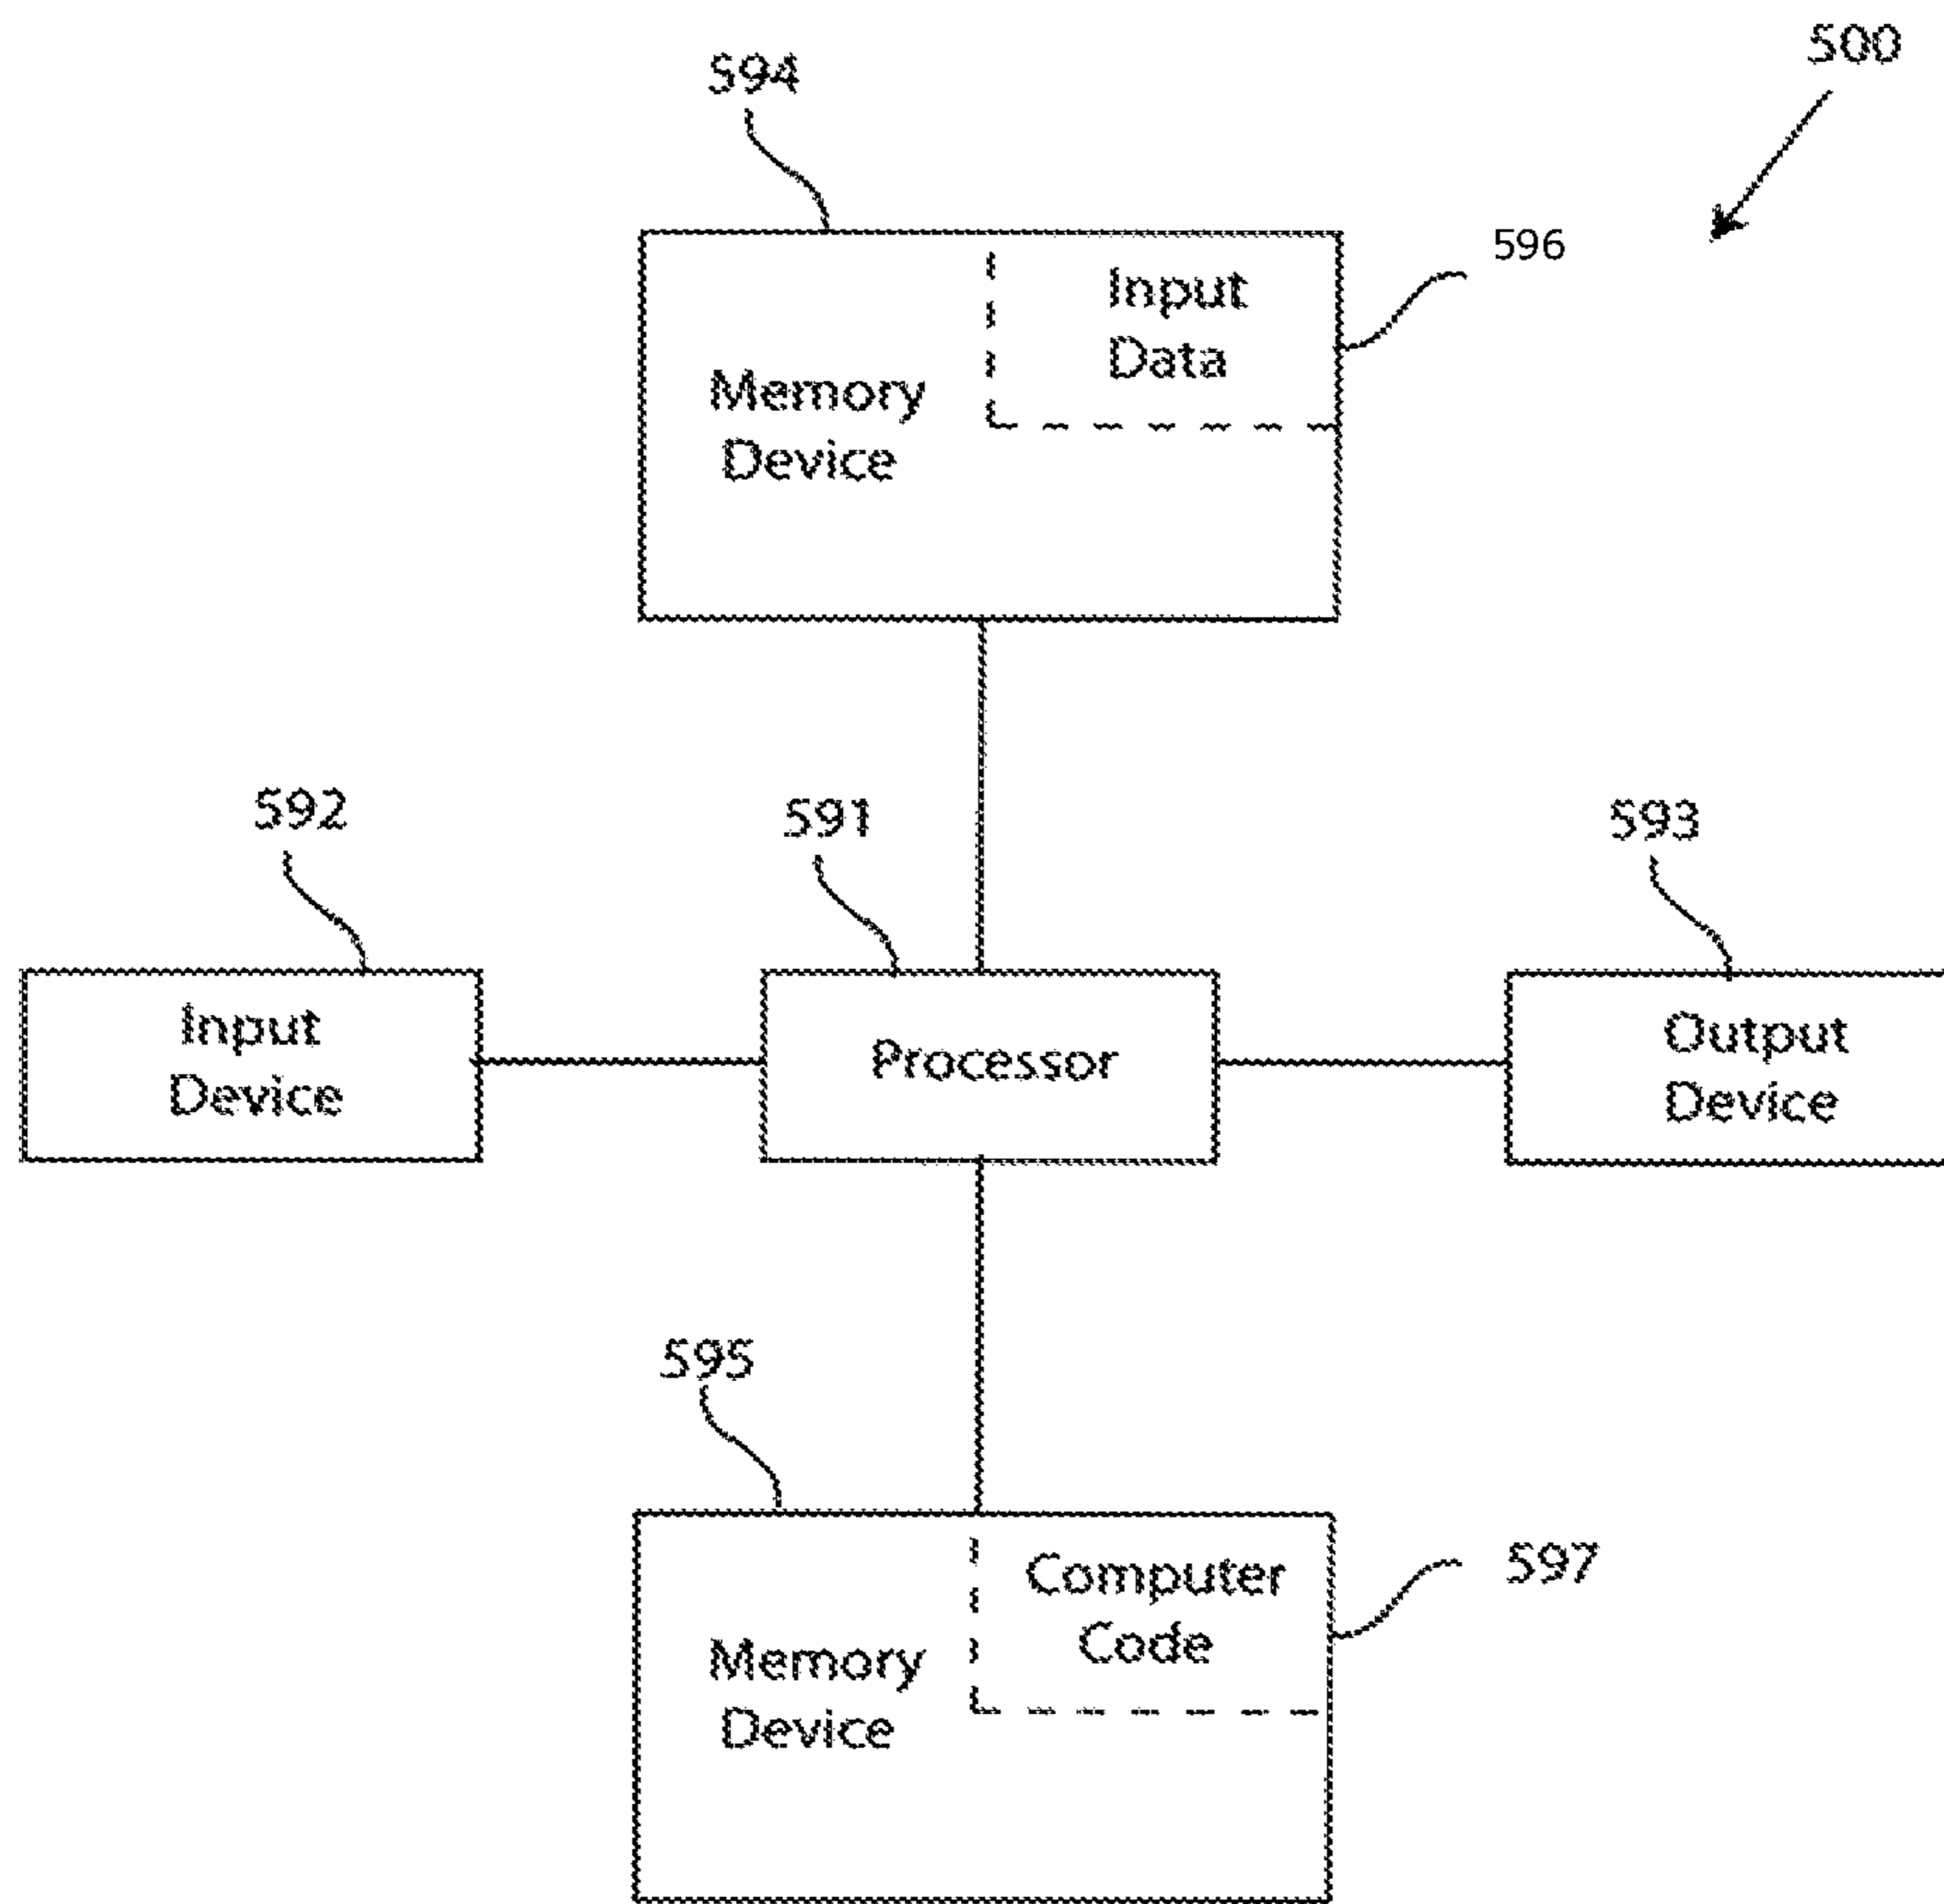 500
594
596
Input
Data
Memory
Device
592
591
593
Input
Device
Processor
Output
Device
595
597
Computer
Code
Memory
Device